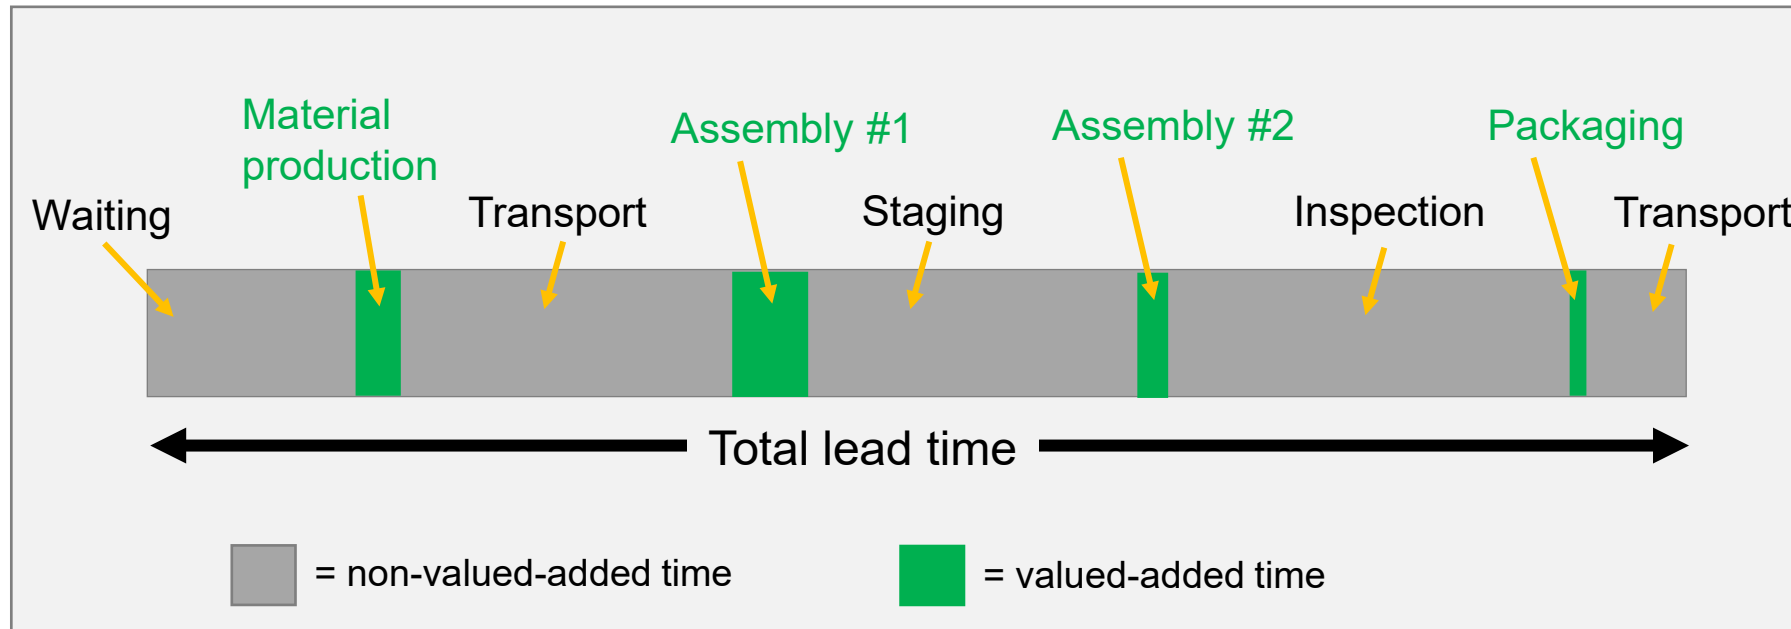 Material
production
Assembly #1
Assembly #2
Packaging
Waiting
Transport
Staging
Inspection
Transport
Total lead time
= non-valued-added time
= valued-added time